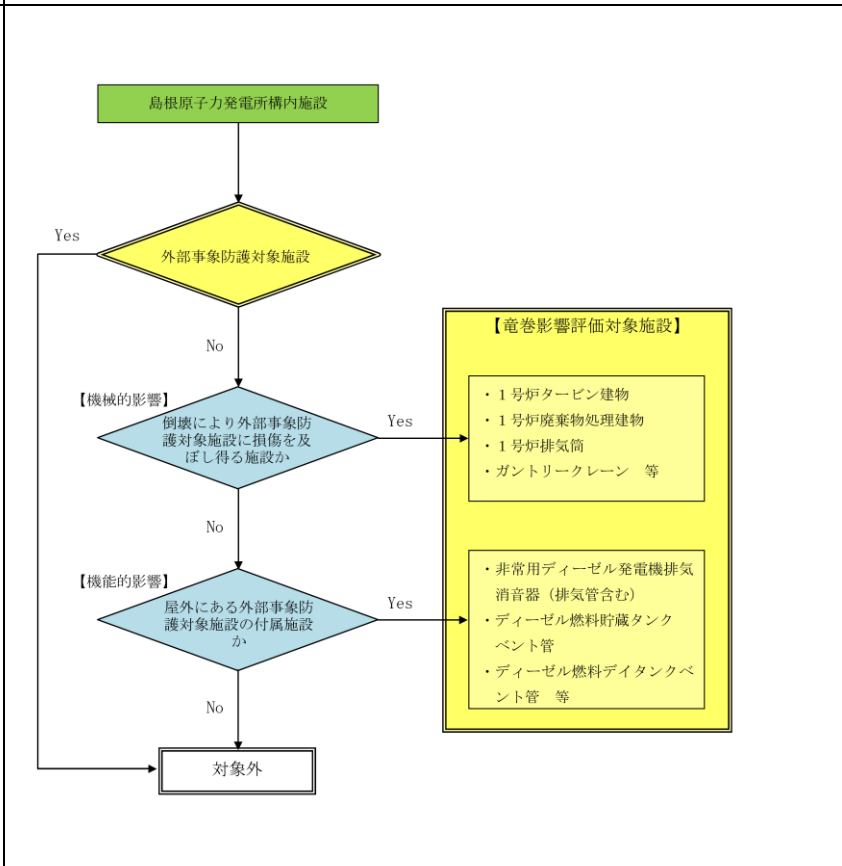 島根原子力発電所構内施設
Yes
外部事象防護対象施設
No
【機械的影響】
倒壊により外部事象防
護対象施設に損傷を及
ぼし得る施設か
Yes
No
【機能的影響】
屋外にある外部事象防
護対象施設の付属施設
か
Yes
No
対象外
【竜巻影響評価対象施設】
・１号炉タービン建物
・１号炉廃棄物処理建物
・１号炉排気筒
・ガントリークレーン　等
・非常用ディーゼル発電機排気
消音器（排気管含む）
・ディーゼル燃料貯蔵タンク
ベント管
・ディーゼル燃料デイタンクベ
ント管　等